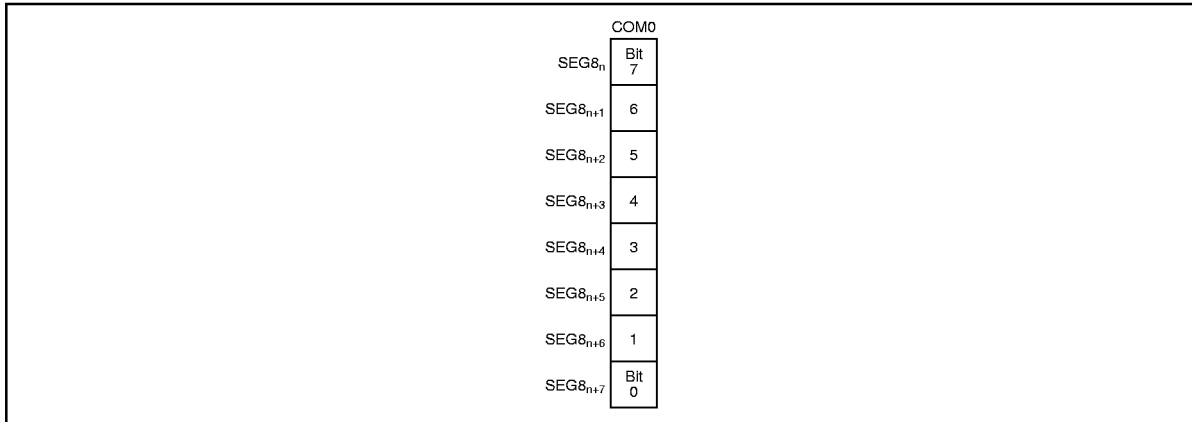 COM0
SEG8n Bit 7
SEG8n+1 6
SEG8n+2 5
SEG8n+3 4
SEG8n+4 3
SEG8n+5 2
SEG8n+6 1
SEG8n+7 Bit 0